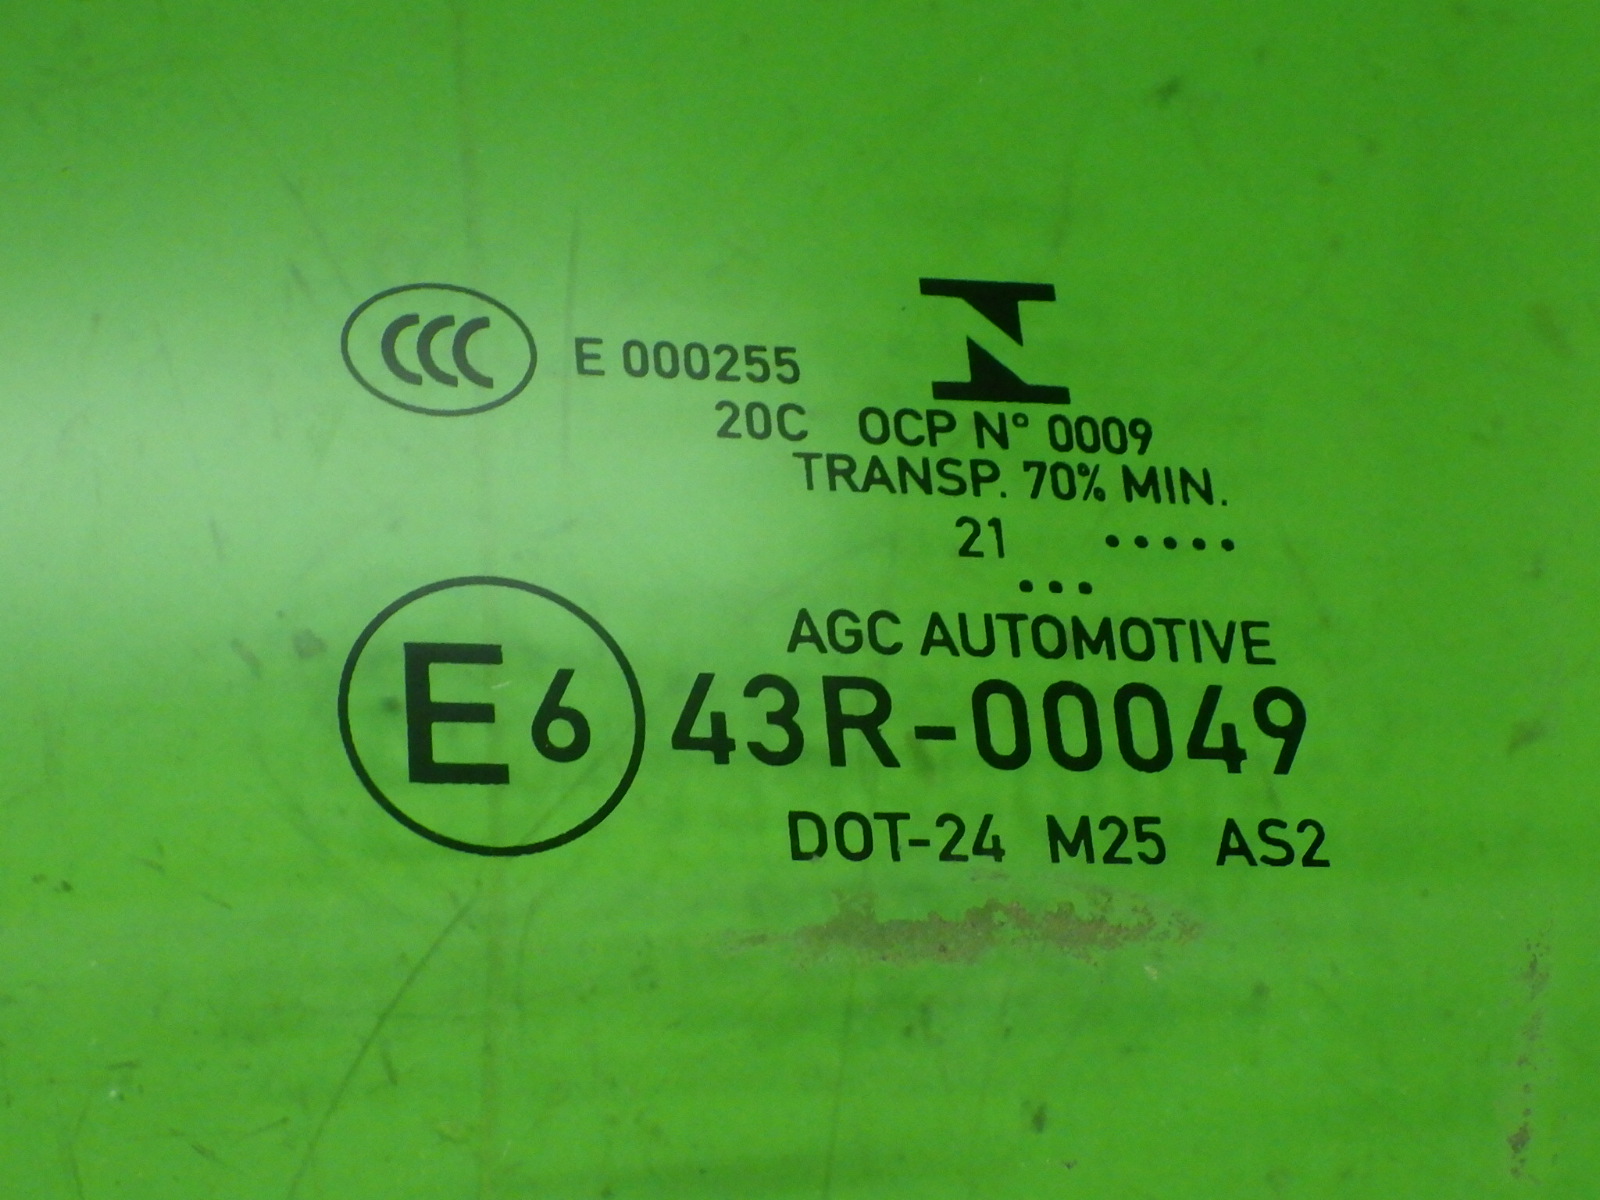 CCC E 000255
20C OCP N° 0009
TRANSP. 70% MIN.
21 •••••
•••
AGC AUTOMOTIVE
E6 43R-00049
DOT-24 M25 AS2